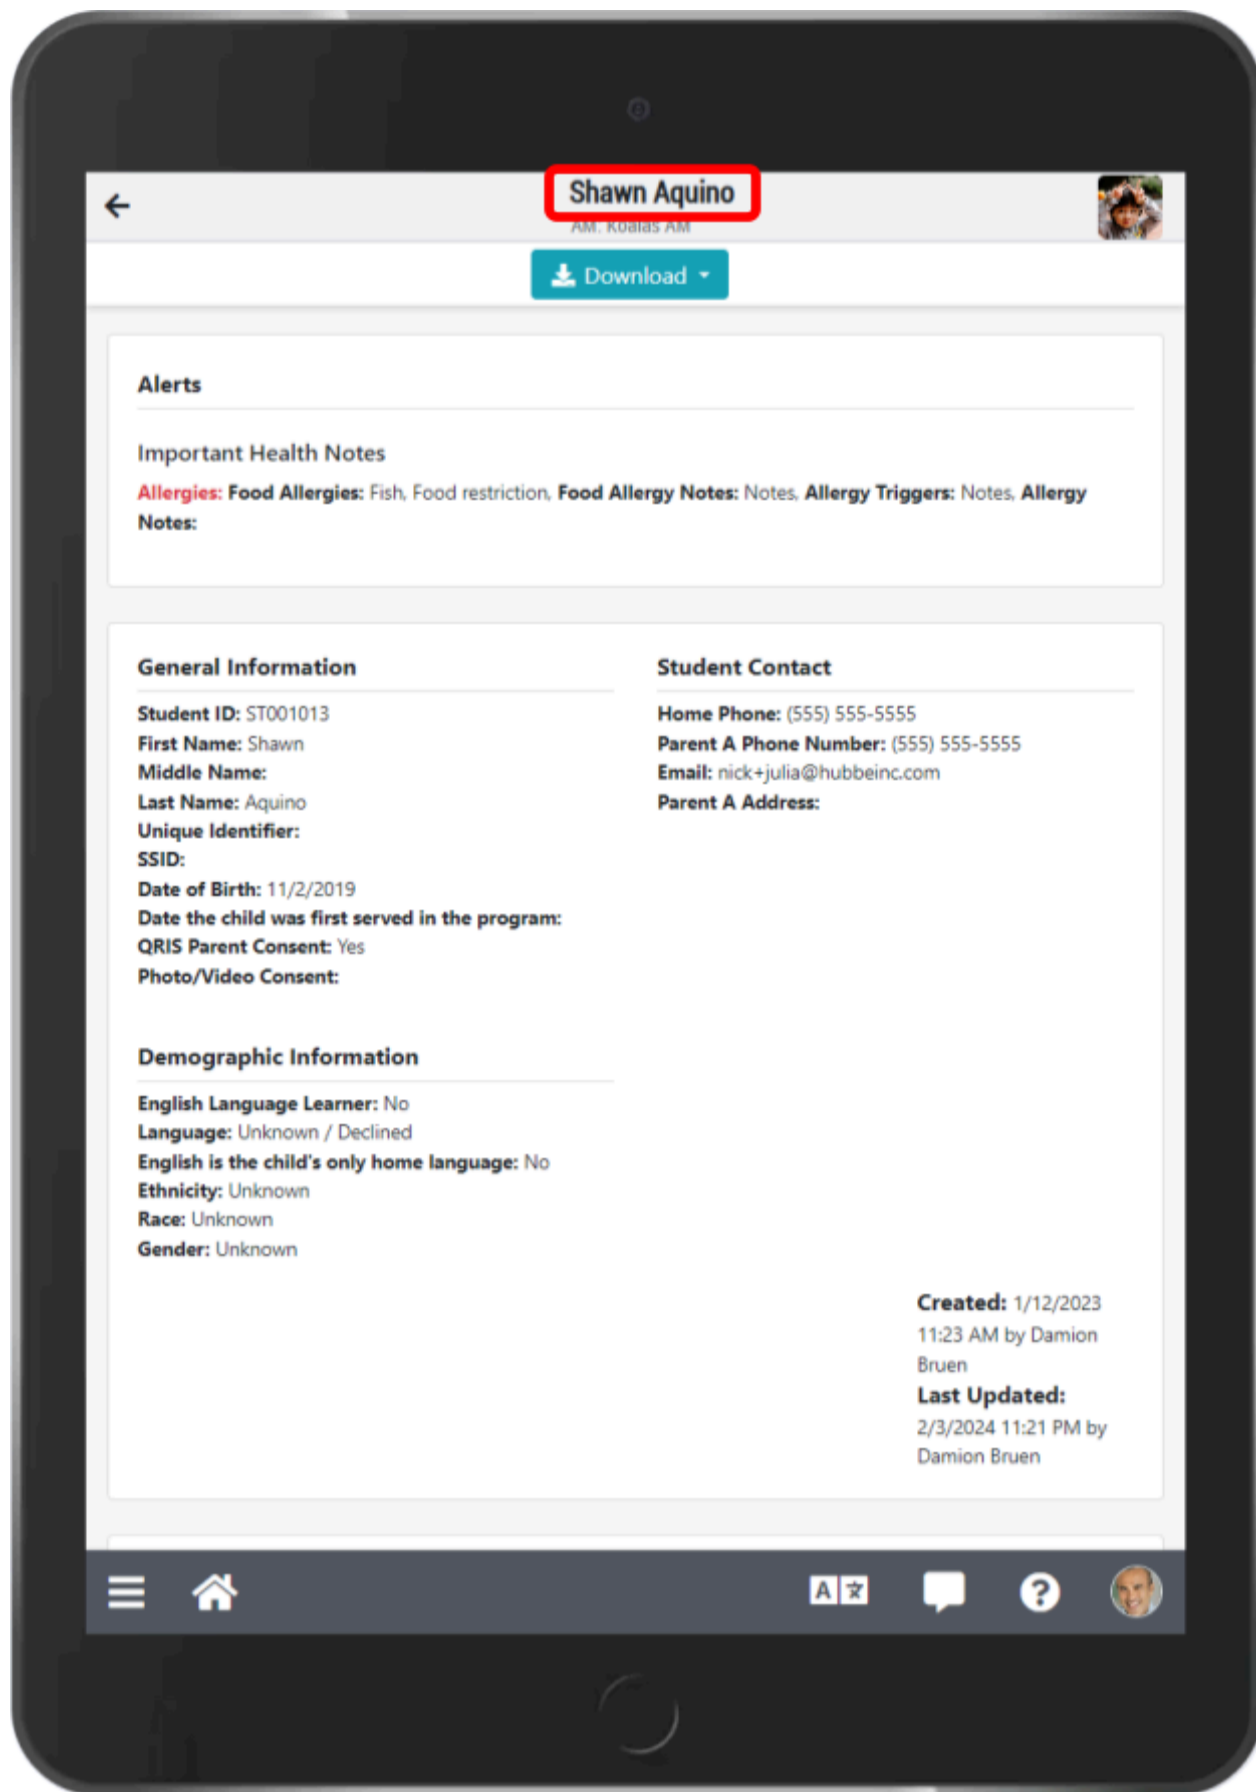 Shawn Aquino
AM: Koalas AM
Download
Alerts
Important Health Notes
Allergies: Food Allergies: Fish, Food restriction, Food Allergy Notes: Notes, Allergy Triggers: Notes, Allergy
Notes:
General Information
Student ID: ST001013
First Name: Shawn
Middle Name:
Last Name: Aquino
Unique Identifier:
SSID:
Date of Birth: 11/2/2019
Date the child was first served in the program:
QRIS Parent Consent: Yes
Photo/Video Consent:
Student Contact
Home Phone: (555) 555-5555
Parent A Phone Number: (555) 555-5555
Email: nick+julia@hubbeinc.com
Parent A Address:
Demographic Information
English Language Learner: No
Language: Unknown / Declined
English is the child's only home language: No
Ethnicity: Unknown
Race: Unknown
Gender: Unknown
Created: 1/12/2023
11:23 AM by Damion
Bruen
Last Updated:
2/3/2024 11:21 PM by
Damion Bruen
A 文
?